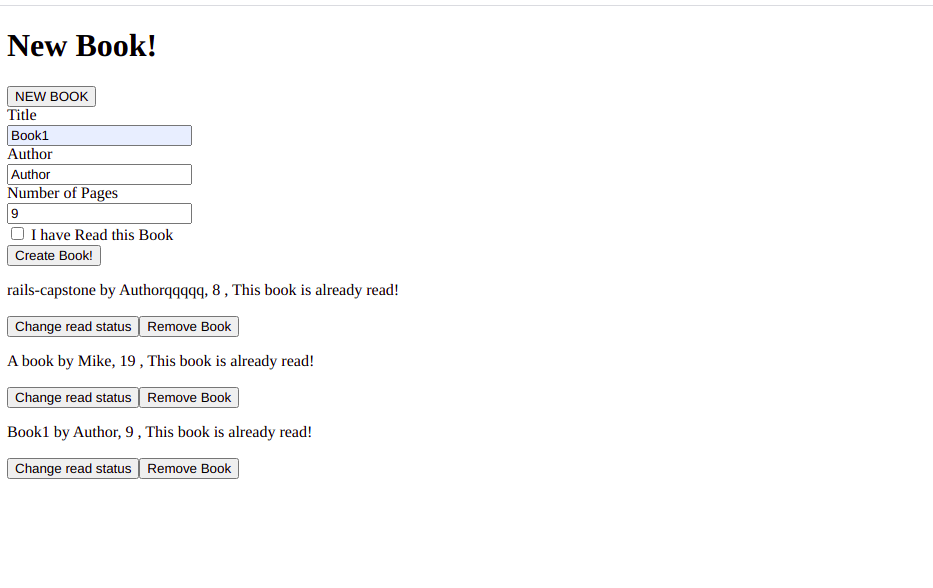 New Book!
NEW BOOK
Title
Book1
Author
Author
Number of Pages
9
I have Read this Book
Create Book!
rails-capstone by Authorqqqqq, 8 , This book is already read!
Change read status Remove Book
A book by Mike, 19 , This book is already read!
Change read status Remove Book
Book1 by Author, 9 , This book is already read!
Change read status Remove Book